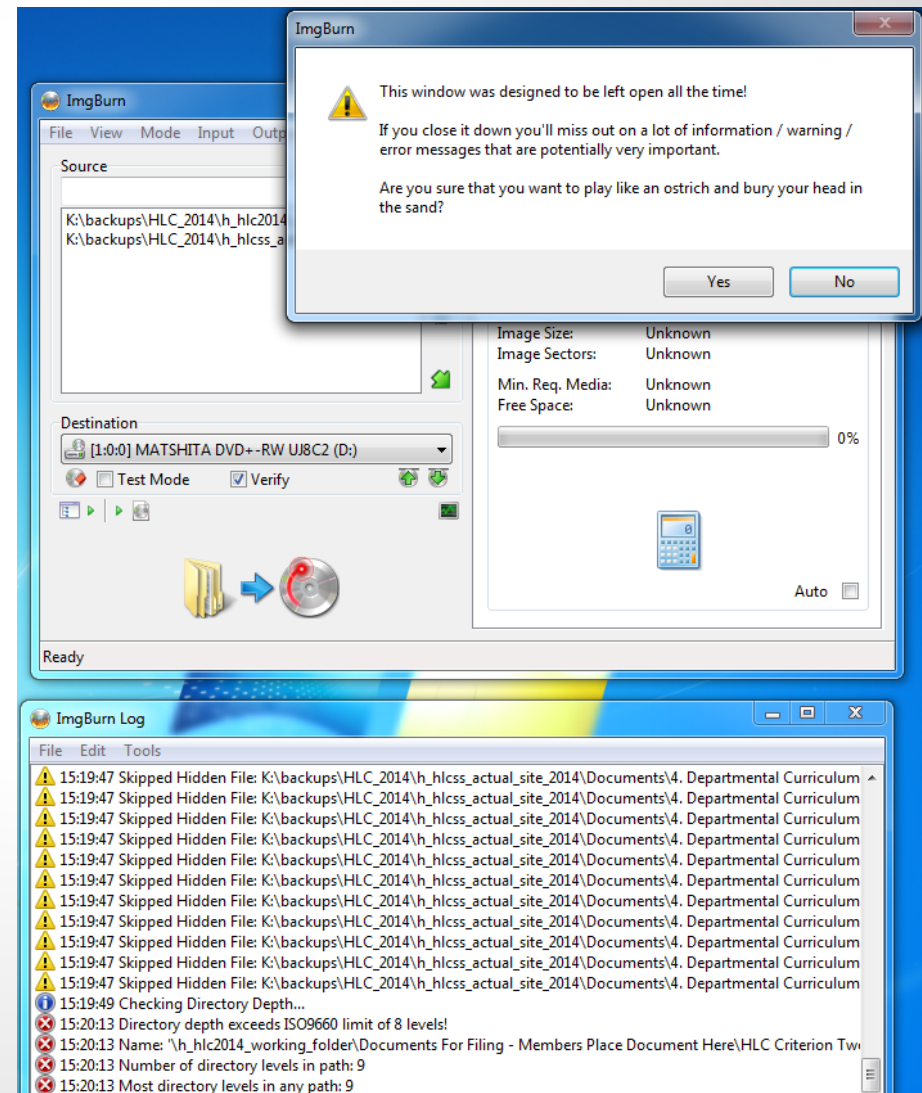 ImgBurn
This window was designed to be left open all the time!
If you close it down you'll miss out on a lot of information / warning /
error messages that are potentially very important.
Are you sure that you want to play like an ostrich and bury your head in
the sand?
Yes
No
ImgBurn
File View Mode Input
Source
K:\backups\HLC_2014\h_hlc2014
K:\backups\HLC_2014\h_hlcss_a
Destination
[1:0:0] MATSHITA DVD+-RW UJ8C2 (D:)
Test Mode Verify
Image Size: Unknown
Image Sectors: Unknown
Min. Req. Media: Unknown
Free Space: Unknown
0%
Auto
Ready
ImgBurn Log
File Edit Tools
15:19:47 Skipped Hidden File: K:\backups\HLC_2014\h_hlcss_actual_site_2014\Documents\4. Departmental Curriculum
15:19:47 Skipped Hidden File: K:\backups\HLC_2014\h_hlcss_actual_site_2014\Documents\4. Departmental Curriculum
15:19:47 Skipped Hidden File: K:\backups\HLC_2014\h_hlcss_actual_site_2014\Documents\4. Departmental Curriculum
15:19:47 Skipped Hidden File: K:\backups\HLC_2014\h_hlcss_actual_site_2014\Documents\4. Departmental Curriculum
15:19:47 Skipped Hidden File: K:\backups\HLC_2014\h_hlcss_actual_site_2014\Documents\4. Departmental Curriculum
15:19:47 Skipped Hidden File: K:\backups\HLC_2014\h_hlcss_actual_site_2014\Documents\4. Departmental Curriculum
15:19:47 Skipped Hidden File: K:\backups\HLC_2014\h_hlcss_actual_site_2014\Documents\4. Departmental Curriculum
15:19:47 Skipped Hidden File: K:\backups\HLC_2014\h_hlcss_actual_site_2014\Documents\4. Departmental Curriculum
15:19:47 Skipped Hidden File: K:\backups\HLC_2014\h_hlcss_actual_site_2014\Documents\4. Departmental Curriculum
15:19:47 Skipped Hidden File: K:\backups\HLC_2014\h_hlcss_actual_site_2014\Documents\4. Departmental Curriculum
15:19:47 Skipped Hidden File: K:\backups\HLC_2014\h_hlcss_actual_site_2014\Documents\4. Departmental Curriculum
15:19:49 Checking Directory Depth...
15:20:13 Directory depth exceeds ISO9660 limit of 8 levels!
15:20:13 Name: '\h_hlc2014_working_folder\Documents For Filing - Members Place Document Here\HLC Criterion
15:20:13 Number of directory levels in path: 9
15:20:13 Most directory levels in any path: 9